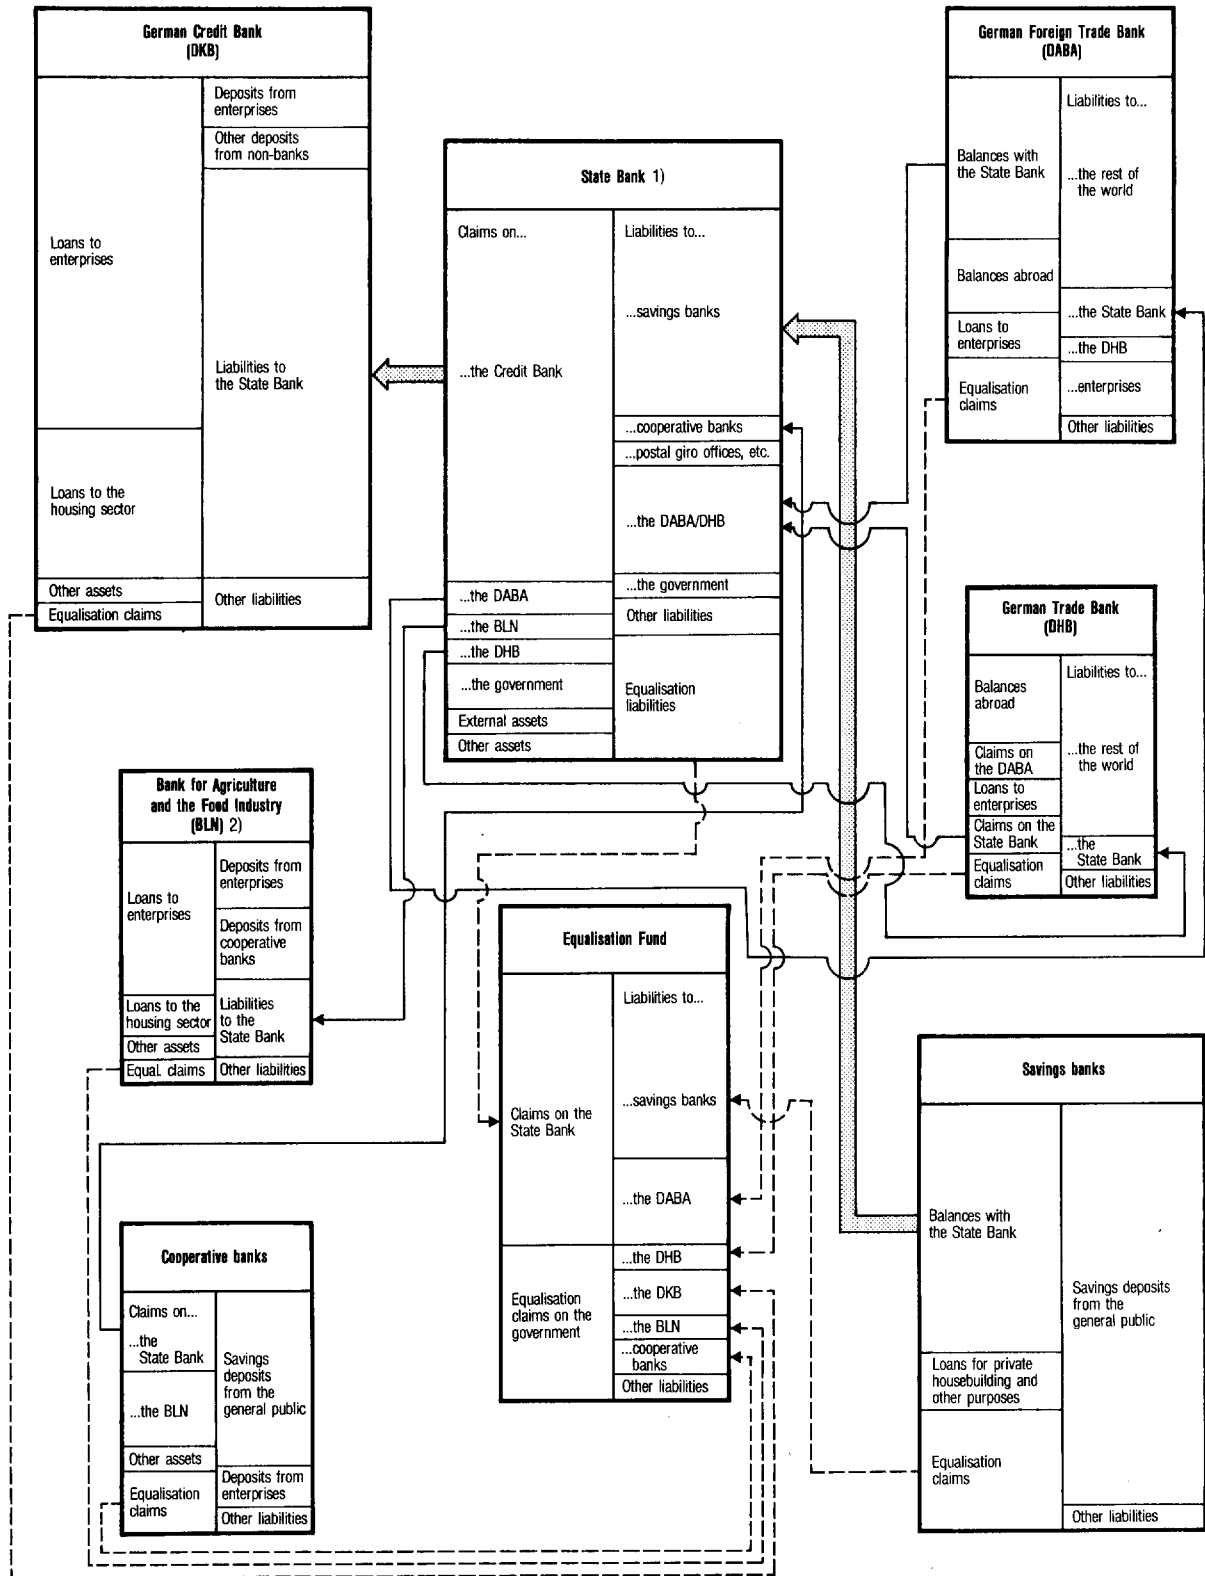 German Credit Bank
(DKB)
Loans to
enterprises
Loans to the
housing sector
Other assets
Equalisation claims
Deposits from
enterprises
Other deposits
from non-banks
Liabilities to
the State Bank
Other liabilities
State Bank 1)
Claims on...
...the Credit Bank
...the DABA
...the BLN
...the DHB
...the government
External assets
Other assets
Liabilities to...
...savings banks
...cooperative banks
...postal giro offices, etc.
...the DABA/DHB
...the government
Other liabilities
Equalisation
liabilities
German Foreign Trade Bank
(DABA)
Balances with
the State Bank
Balances abroad
Loans to
enterprises
Equalisation
claims
Liabilities to...
...the rest of
the world
...the State Bank
...the DHB
...enterprises
Other liabilities
German Trade Bank
(DHB)
Balances
abroad
Claims on
the DABA
Loans to
enterprises
Claims on the
State Bank
Equalisation
claims
Liabilities to...
...the rest of
the world
...the
State Bank
Other liabilities
Bank for Agriculture
and the Food Industry
(BLN) 2)
Loans to
enterprises
Loans to the
housing sector
Other assets
Equal. claims
Deposits from
enterprises
Deposits from
cooperative
banks
Liabilities
to the
State Bank
Other liabilities
Equalisation Fund
Claims on the
State Bank
Equalisation
claims on the
government
Liabilities to...
...savings banks
...the DABA
...the DHB
...the DKB
...the BLN
...cooperative
banks
Other liabilities
Savings banks
Balances with
the State Bank
Loans for private
housebuilding and
other purposes
Equalisation
claims
Savings deposits
from the
general public
Other liabilities
Cooperative banks
Claims on...
...the
State Bank
...the BLN
Other assets
Equalisation
claims
Savings
deposits
from the
general public
Deposits from
enterprises
Other liabilities